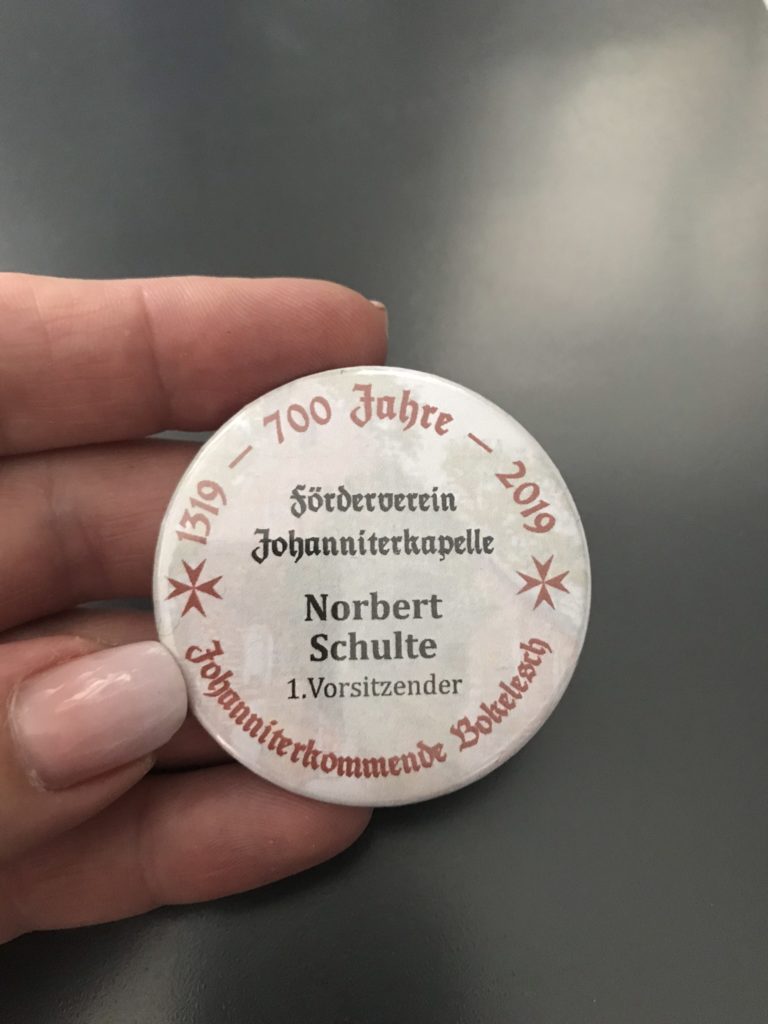 1319 – 700 Jahre – 2019
Förderverein
Johanniterkapelle
Norbert
Schulte
1.Vorsitzender
Johanniterkommende Bokelesch